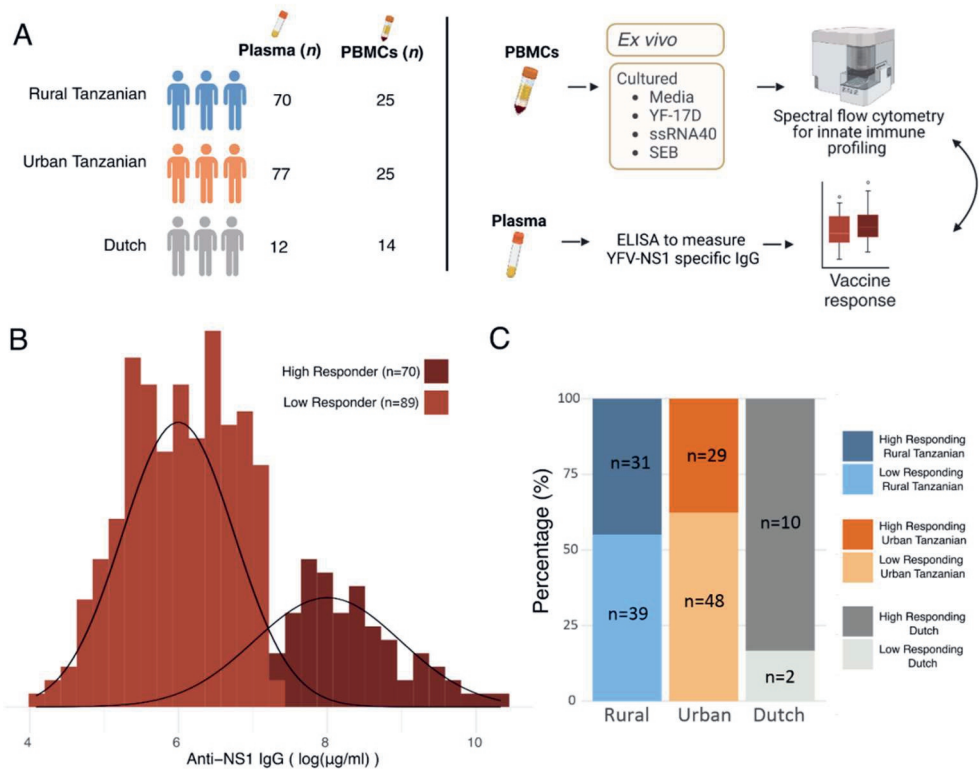 A
Plasma (n)
PBMCs (n)
Rural Tanzanian
70
25
Urban Tanzanian
77
25
Dutch
12
14
PBMCs
Ex vivo
Cultured
• Media
• YF-17D
• ssRNA40
• SEB
Spectral flow cytometry
for innate immune
profiling
Plasma
ELISA to measure
YFV-NS1 specific IgG
Vaccine
response
B
High Responder (n=70)
Low Responder (n=89)
4
6
8
10
Anti−NS1 IgG ( log(µg/ml) )
C
Percentage (%)
100
75
50
25
0
n=31
n=39
n=29
n=48
n=10
n=2
Rural
Urban
Dutch
High Responding
Rural Tanzanian
Low Responding
Rural Tanzanian
High Responding
Urban Tanzanian
Low Responding
Urban Tanzanian
High Responding
Dutch
Low Responding
Dutch